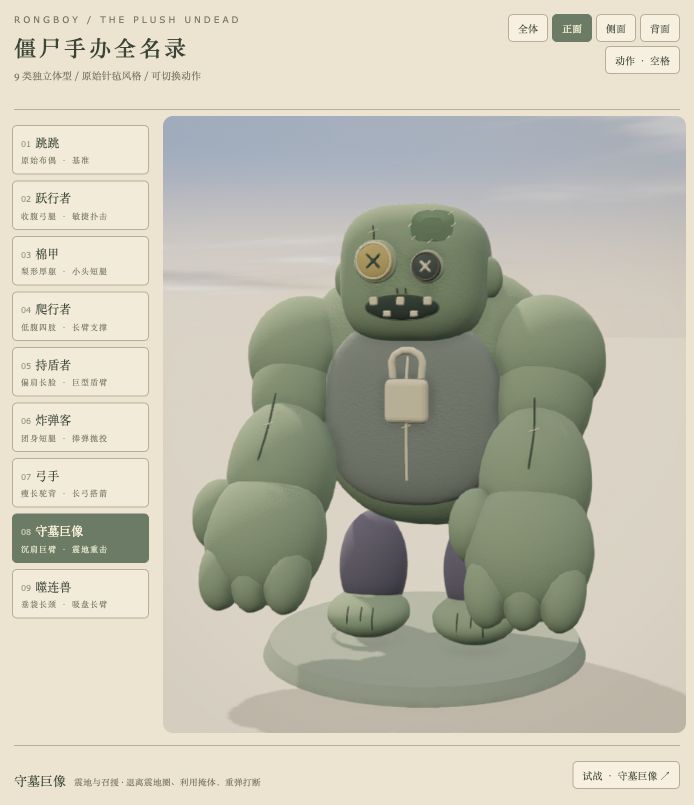 RONGBOY / THE PLUSH UNDEAD
僵尸手办全名录
9 类独立体型 / 原始针毡风格 / 可切换动作
全体
正面
侧面
背面
动作 · 空格
01 跳跳
原始布偶 · 基准
02 跃行者
收腹弓腿 · 敏捷扑击
03 棉甲
梨形厚躯 · 小头短腿
04 爬行者
低腹四肢 · 长臂支撑
05 持盾者
偏肩长脸 · 巨型盾臂
06 炸弹客
团身短腿 · 捧弹抛投
07 弓手
瘦长驼背 · 长弓搭箭
08 守墓巨像
沉肩巨臂 · 震地重击
09 噬连兽
垂袋长颈 · 吸盘长臂
守墓巨像 震地与召援 · 退离震地圈、利用掩体、重弹打断
试战 · 守墓巨像 ↗